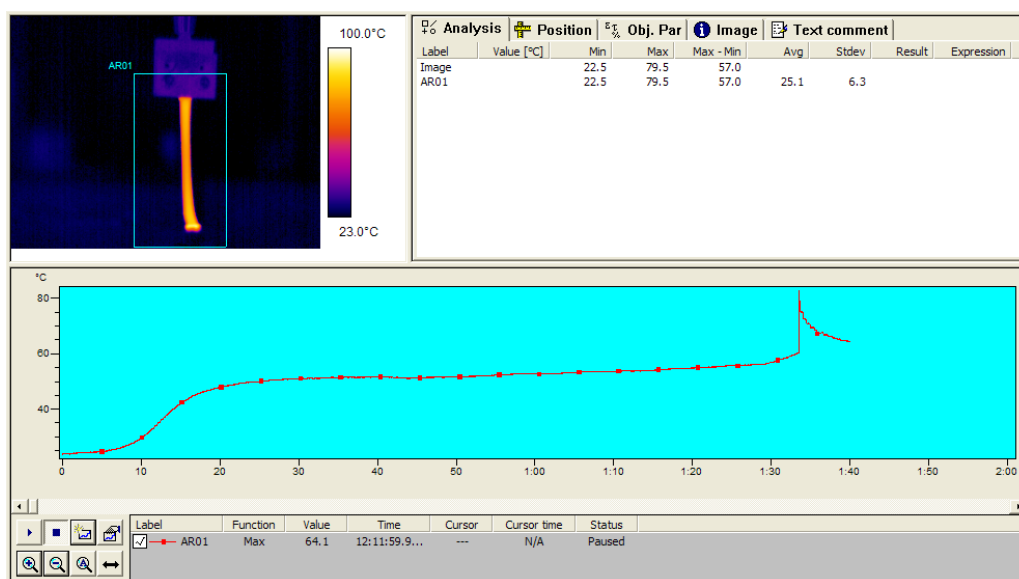 100.0°C
AR01
23.0°C
Analysis Position Obj. Par Image Text comment
Label Value [°C] Min Max Max - Min Avg Stdev Result Expression
Image 22.5 79.5 57.0
AR01 22.5 79.5 57.0 25.1 6.3
°C
80
60
40
0 10 20 30 40 50 1:00 1:10 1:20 1:30 1:40 1:50 2:00
Label Function Value Time Cursor Cursor time Status
AR01 Max 64.1 12:11:59.9... --- N/A Paused